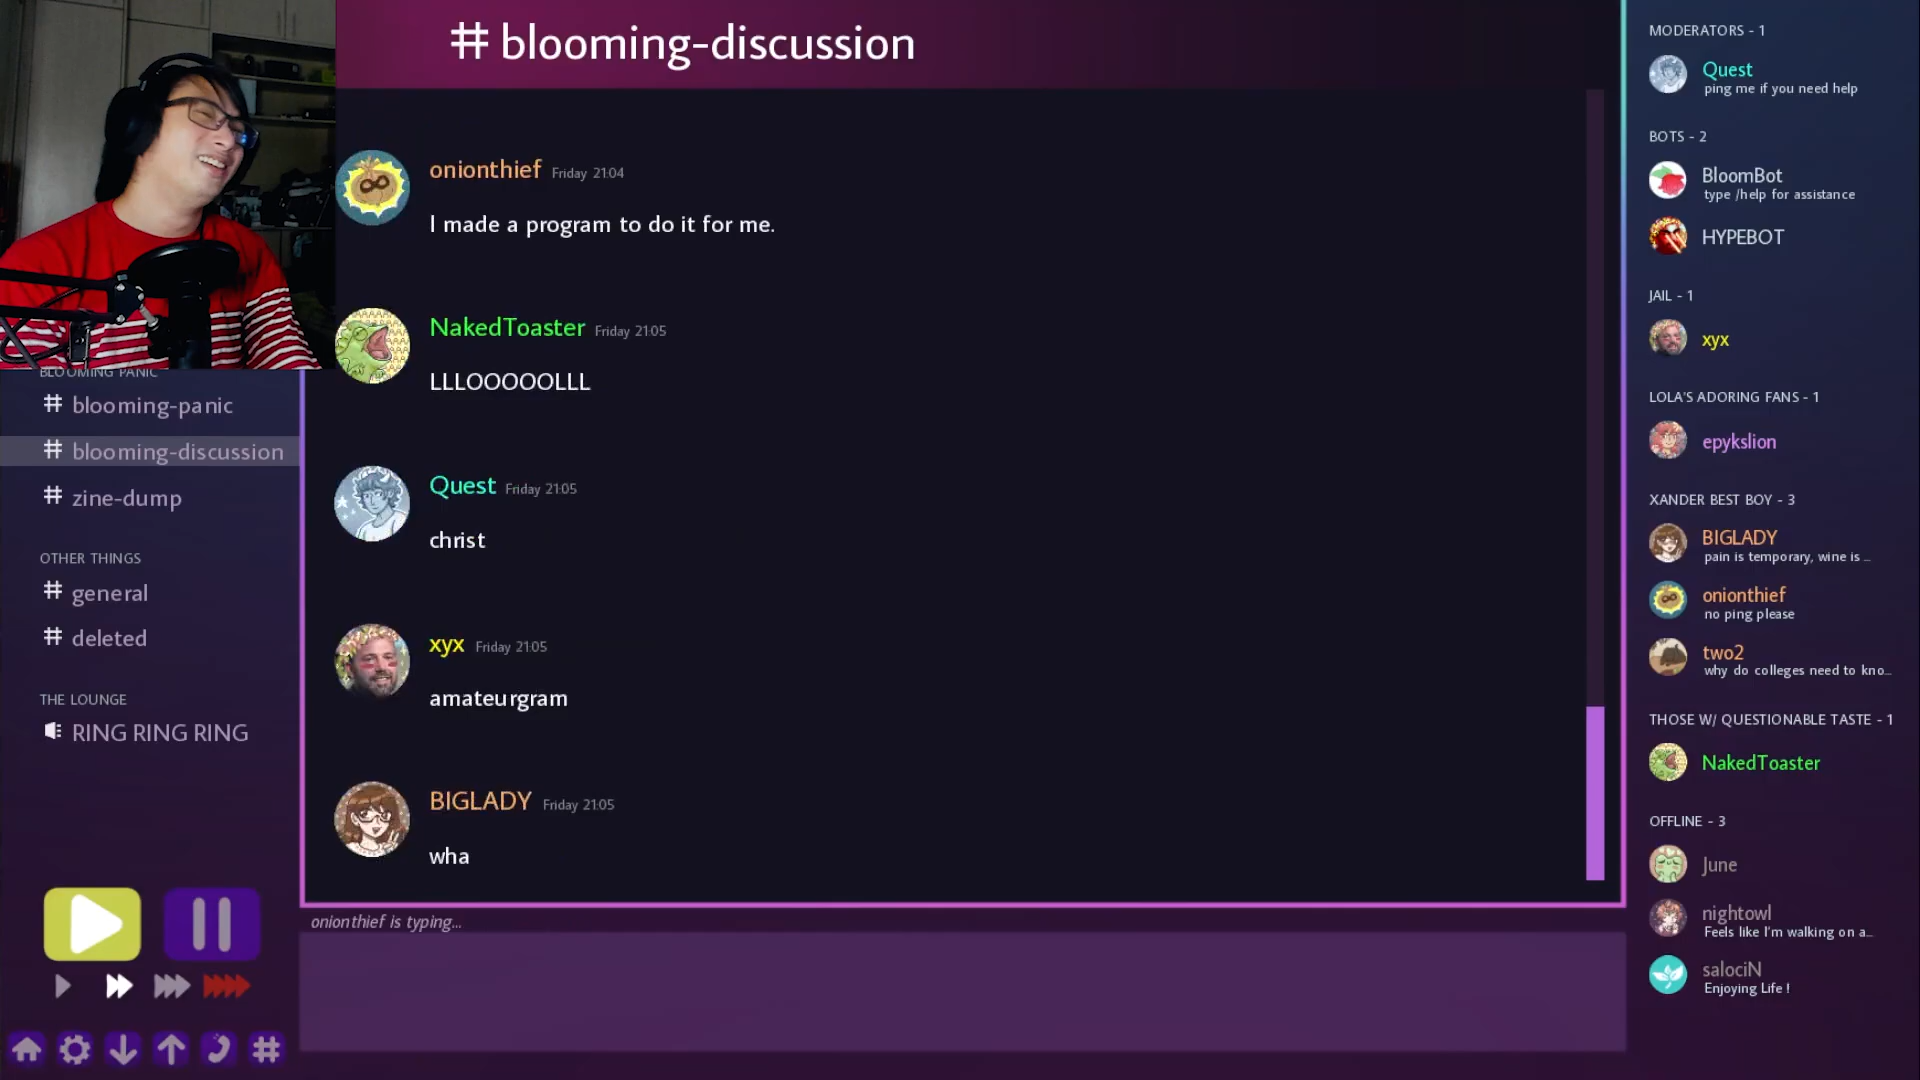 # blooming-discussion
onionthief Friday 21:04
I made a program to do it for me.
NakedToaster Friday 21:05
LLLOOOOOLLL
Quest Friday 21:05
christ
xyx Friday 21:05
amateurgram
BIGLADY Friday 21:05
wha
onionthief is typing...
BLOOMING PANIC
# blooming-panic
# blooming-discussion
# zine-dump
OTHER THINGS
# general
# deleted
THE LOUNGE
RING RING RING
MODERATORS - 1
Quest
ping me if you need help
BOTS - 2
BloomBot
type /help for assistance
HYPEBOT
JAIL - 1
xyx
LOLA'S ADORING FANS - 1
epykslion
XANDER BEST BOY - 3
BIGLADY
pain is temporary, wine is ...
onionthief
no ping please
two2
why do colleges need to kno...
THOSE W/ QUESTIONABLE TASTE - 1
NakedToaster
OFFLINE - 3
June
nightowl
Feels like I'm walking on a...
salociN
Enjoying Life !